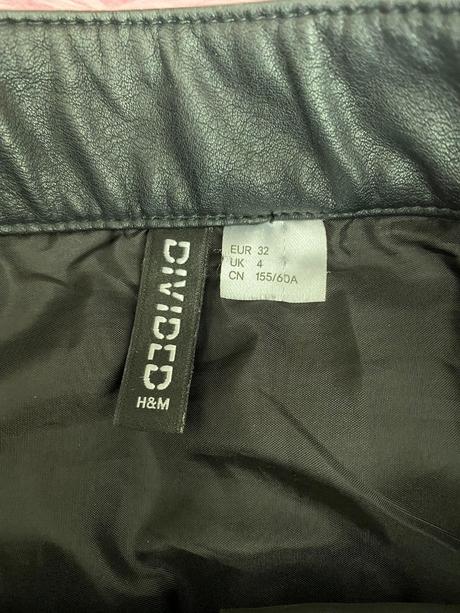 DIVIDED
H&M
EUR 32
UK 4
CN 155/60A